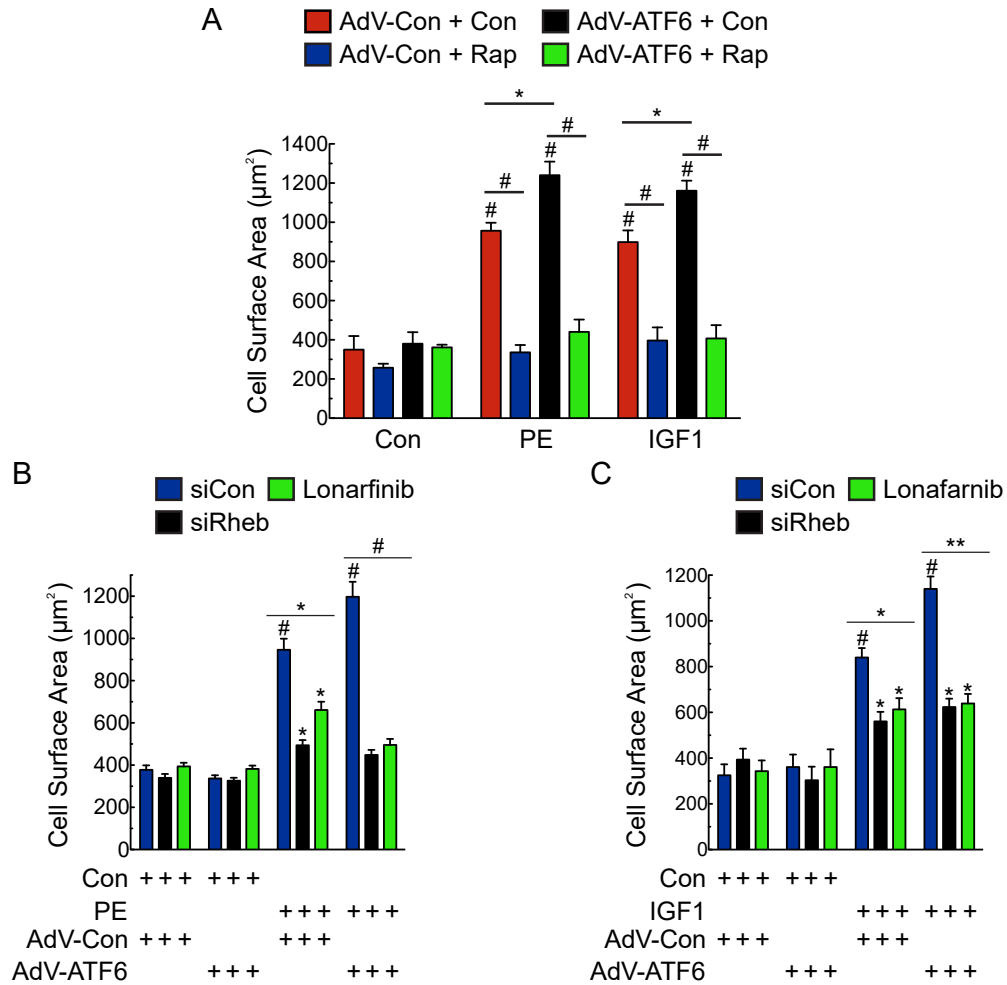 A
AdV-Con + Con AdV-ATF6 + Con
AdV-Con + Rap AdV-ATF6 + Rap
* *
# #
# # # #
# #
Cell Surface Area (µm²)
1400
1200
1000
800
600
400
200
0
Con PE IGF1
B
siCon Lonarfinib
siRheb
#
#
*
#
*
*
Cell Surface Area (µm²)
1200
1000
800
600
400
200
0
Con +++ +++
PE +++ +++
AdV-Con +++ +++
AdV-ATF6 +++ +++
C
siCon Lonafarnib
siRheb
**
#
*
#
* * * *
Cell Surface Area (µm²)
1200
1000
800
600
400
200
0
Con +++ +++
IGF1 +++ +++
AdV-Con +++ +++
AdV-ATF6 +++ +++